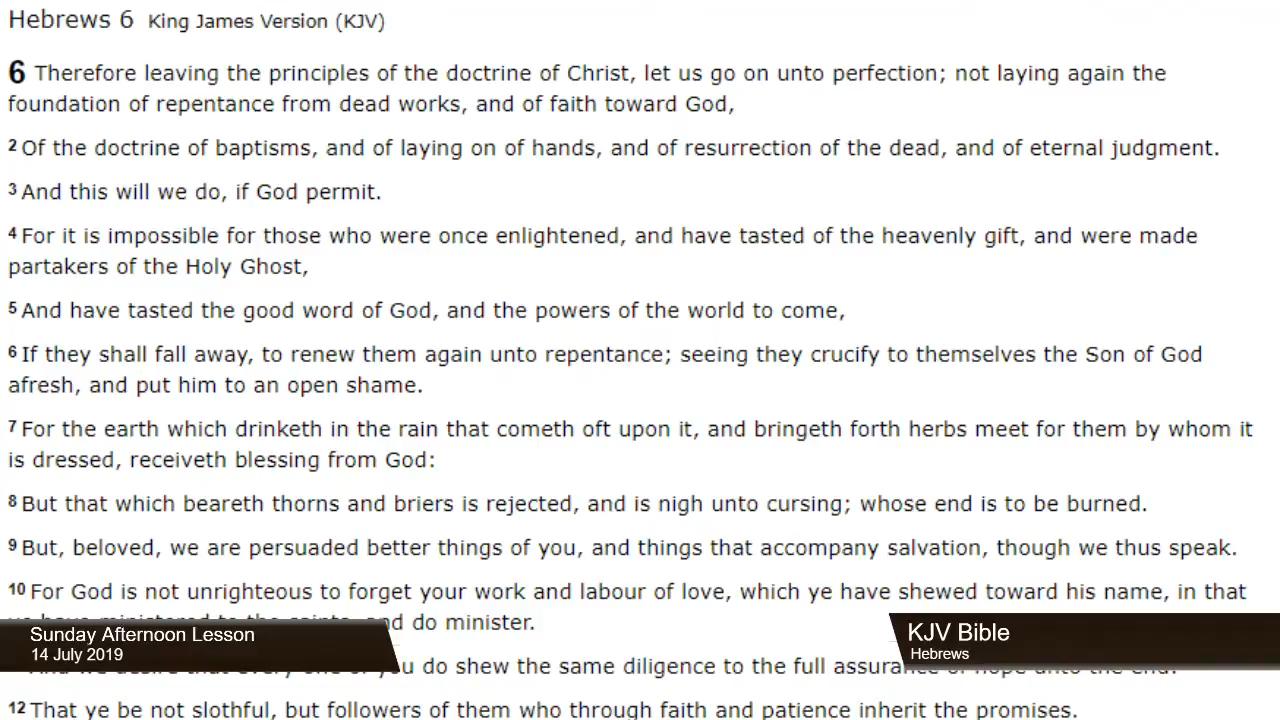 Hebrews 6 King James Version (KJV)
6 Therefore leaving the principles of the doctrine of Christ, let us go on unto perfection; not laying again the
foundation of repentance from dead works, and of faith toward God,
2 Of the doctrine of baptisms, and of laying on of hands, and of resurrection of the dead, and of eternal judgment.
3 And this will we do, if God permit.
4 For it is impossible for those who were once enlightened, and have tasted of the heavenly gift, and were made
partakers of the Holy Ghost,
5 And have tasted the good word of God, and the powers of the world to come,
6 If they shall fall away, to renew them again unto repentance; seeing they crucify to themselves the Son of God
afresh, and put him to an open shame.
7 For the earth which drinketh in the rain that cometh oft upon it, and bringeth forth herbs meet for them by whom it
is dressed, receiveth blessing from God:
8 But that which beareth thorns and briers is rejected, and is nigh unto cursing; whose end is to be burned.
9 But, beloved, we are persuaded better things of you, and things that accompany salvation, though we thus speak.
10 For God is not unrighteous to forget your work and labour of love, which ye have shewed toward his name, in that
do minister.
do shew the same diligence to the full
12 That ye be not slothful, but followers of them who through faith and patience inherit the promises.
Sunday Afternoon Lesson
14 July 2019
KJV Bible
Hebrews